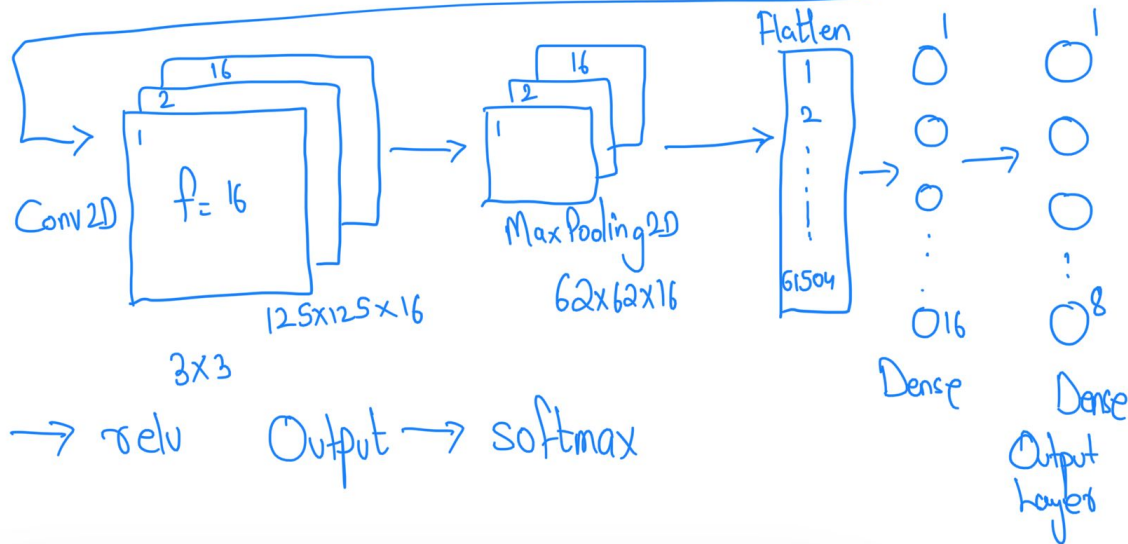 Flatten
16
2
1
f= 16
Conv2D
125x125x16
3x3
16
2
1
MaxPooling2D
62x62x16
1
2
61504
1
16
Dense
1
8
Dense
Output
Layer
→ relu Output → softmax